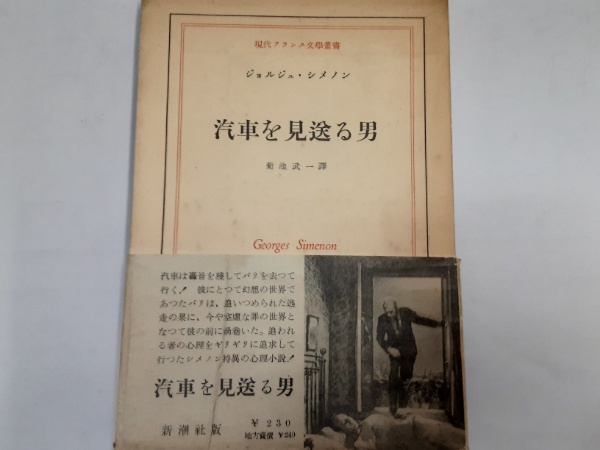 現代フランス文學叢書
ジョルジュ・シメノン
汽車を見送る男
菊池武一譯
Georges Simenon
汽車は轟音を残してパリを去つて
行く! 彼にとつて幻想の世界で
あつたパリは、追いつめられた逃
走の果に、今や空虚な罪の世界と
なつて彼の前に渦巻いた。追われ
る者の心理をギリギリに追求して
行つたシメノン特異の心理小説!
汽車を見送る男
新潮社版
¥230
地方賣價 ¥240